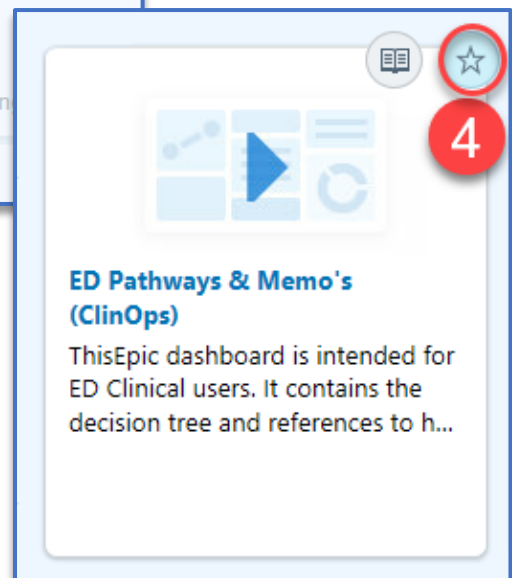 4
ED Pathways & Memo's
(ClinOps)
ThisEpic dashboard is intended for
ED Clinical users. It contains the
decision tree and references to h...